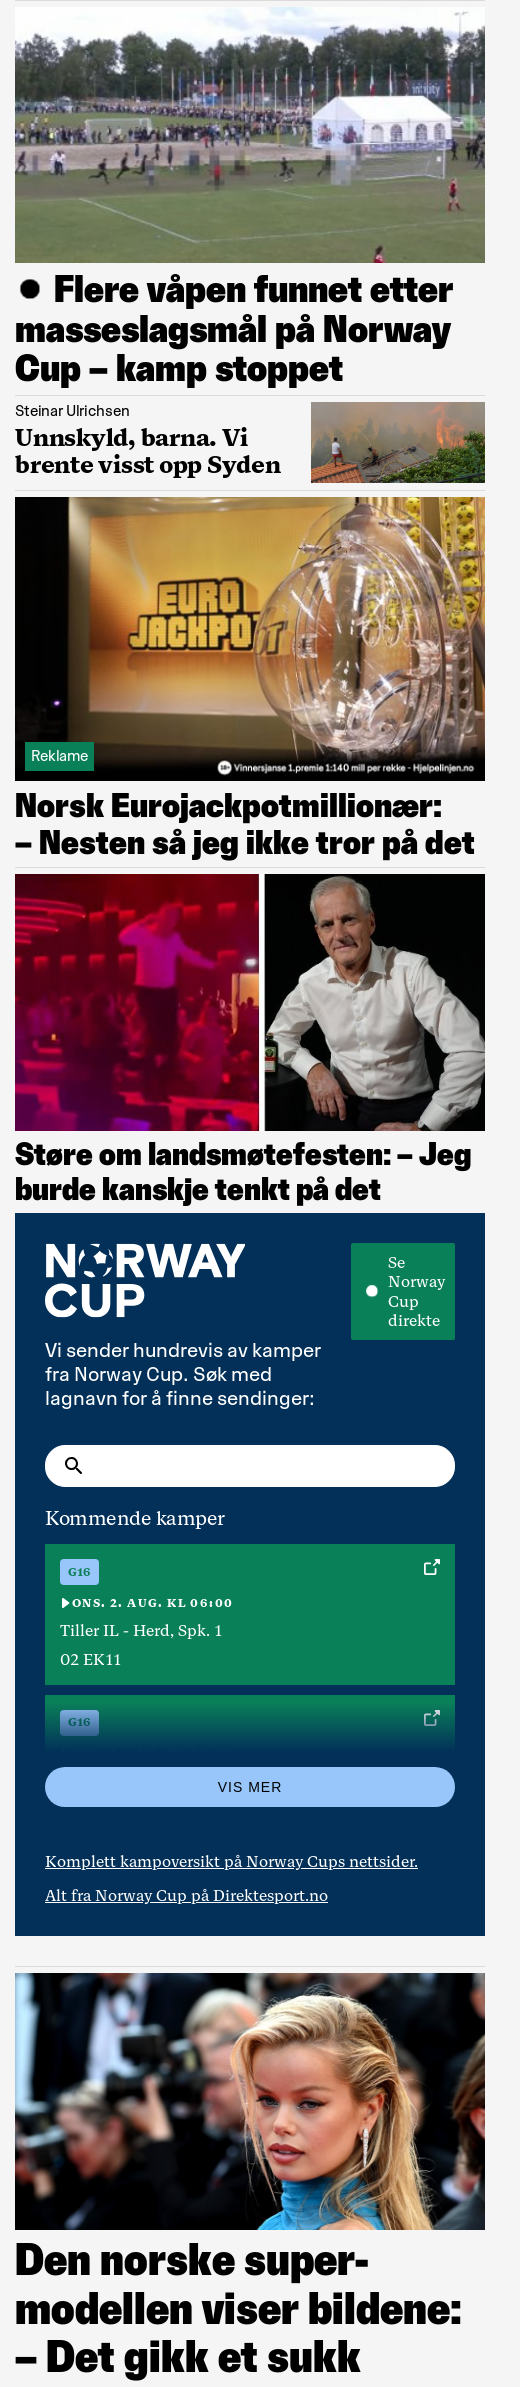 infinity
Flere våpen funnet etter
masseslagsmål på Norway
Cup – kamp stoppet
Steinar Ulrichsen
Unnskyld, barna. Vi
brente visst opp Syden
EURO
JACKPOT
Reklame
18+ Vinnersjanse 1.premie 1:140 mill per rekke - Hjelpelinjen.no
Norsk Eurojackpotmillionær:
– Nesten så jeg ikke tror på det
Støre om landsmøtefesten: – Jeg
burde kanskje tenkt på det
NORWAY
CUP
Se
Norway
Cup
direkte
Vi sender hundrevis av kamper
fra Norway Cup. Søk med
lagnavn for å finne sendinger:
Kommende kamper
G16
ONS. 2. AUG. KL 06:00
Tiller IL - Herd, Spk. 1
02 EK11
G16
VIS MER
Komplett kampoversikt på Norway Cups nettsider.
Alt fra Norway Cup på Direktesport.no
Den norske super-
modellen viser bildene:
– Det gikk et sukk